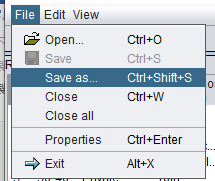 File Edit View
Open... Ctrl+O
Save Ctrl+S
Save as... Ctrl+Shift+S
Close Ctrl+W
Close all
Properties Ctrl+Enter
Exit Alt+X